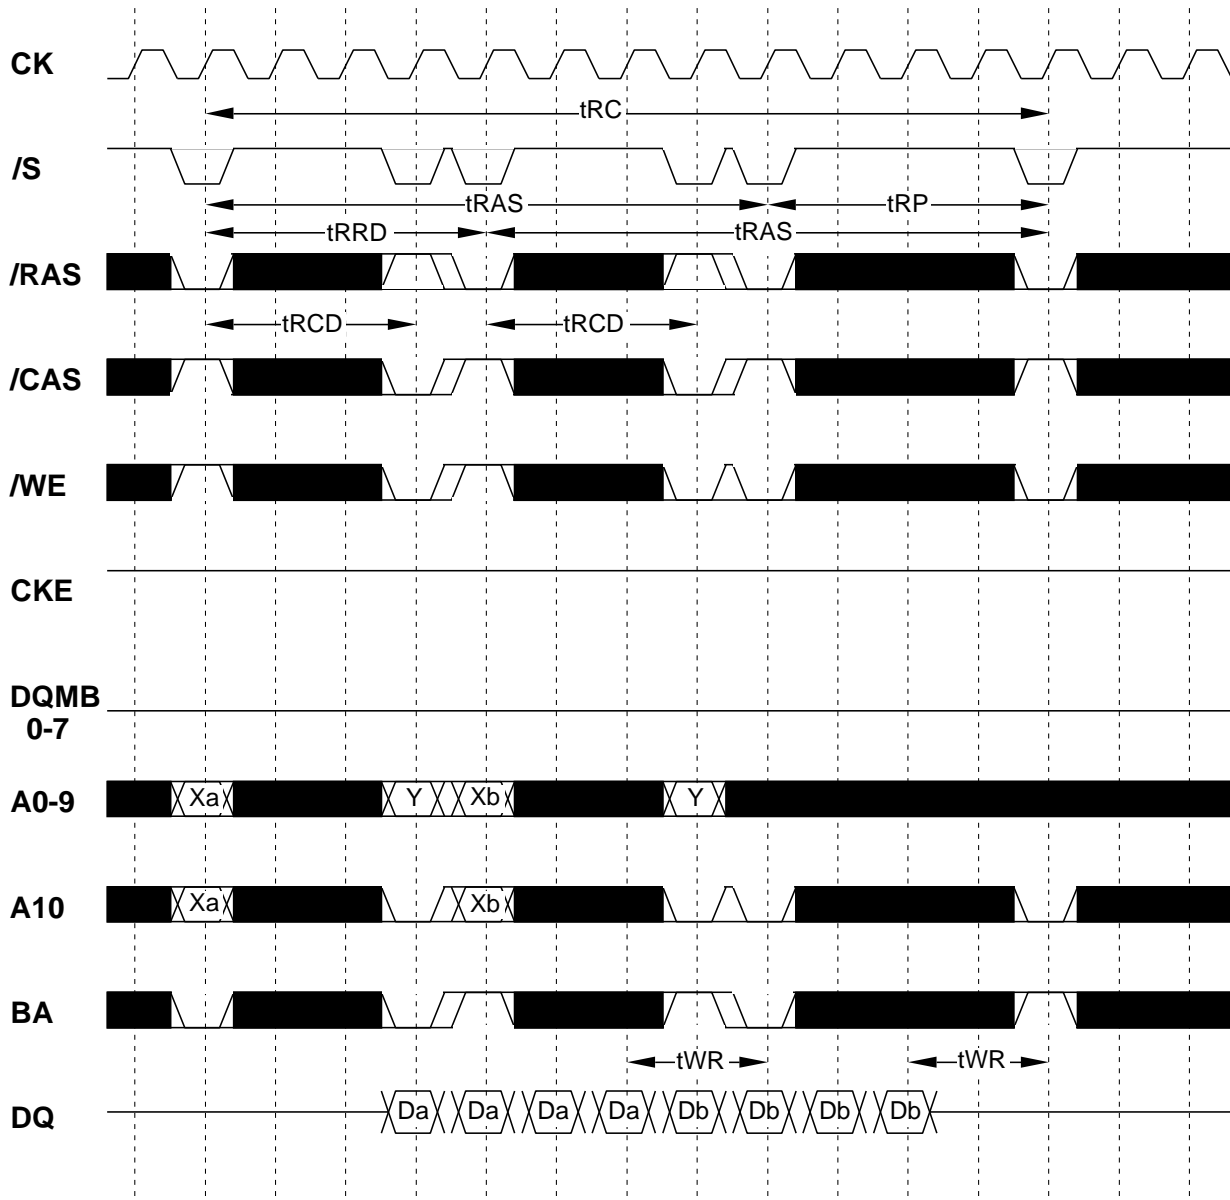 CK
tRC
/S
tRAS
tRP
tRRD
tRAS
/RAS
tRCD
tRCD
/CAS
/WE
CKE
DQMB
0-7
A0-9
Xa
Y
Xb
Y
A10
Xa
Xb
BA
tWR
tWR
DQ
Da
Da
Da
Da
Db
Db
Db
Db